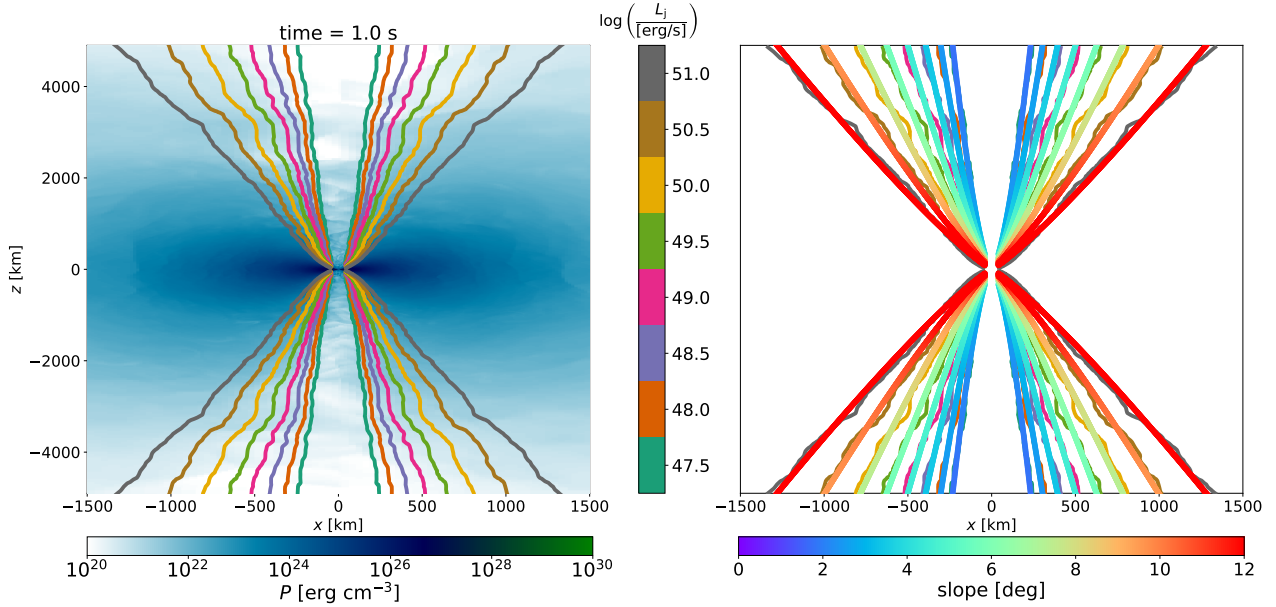 time = 1.0 s
log ( L_j / [erg/s] )
z [km]
4000
2000
0
−2000
−4000
51.0
50.5
50.0
49.5
49.0
48.5
48.0
47.5
−1500 −1000 −500 0 500 1000 1500
x [km]
−1500 −1000 −500 0 500 1000 1500
x [km]
10^20 10^22 10^24 10^26 10^28 10^30
P [erg cm^−3]
0 2 4 6 8 10 12
slope [deg]